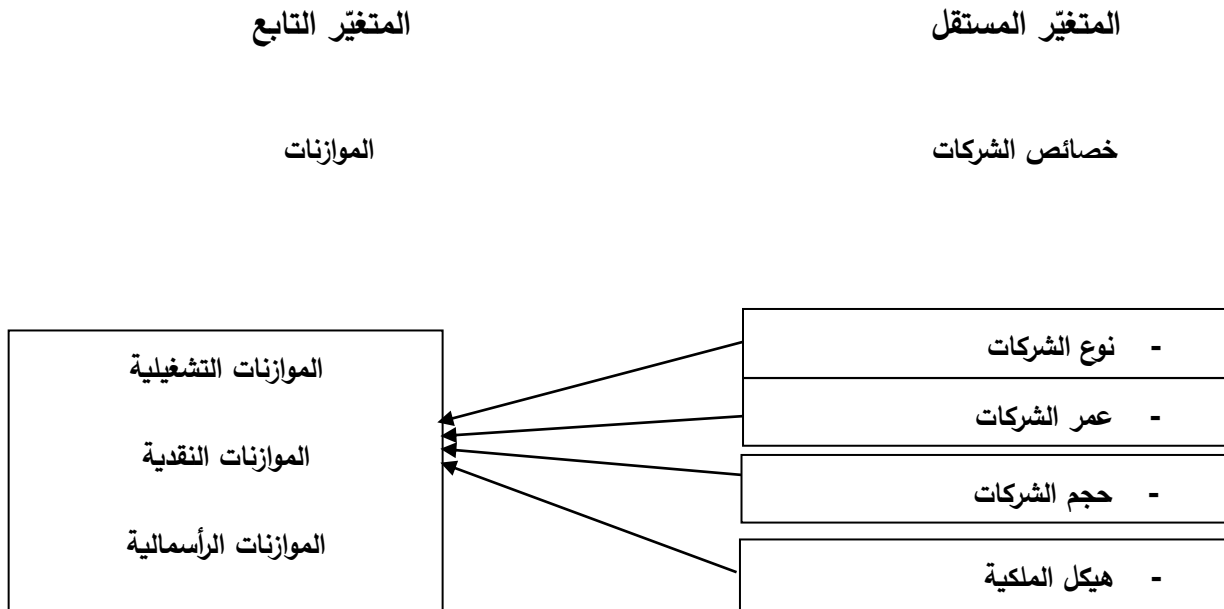 المتغيّر المستقل
المتغيّر التابع
خصائص الشركات
الموازنات
- نوع الشركات
- عمر الشركات
- حجم الشركات
- هيكل الملكية
الموازنات التشغيلية
الموازنات النقدية
الموازنات الرأسمالية